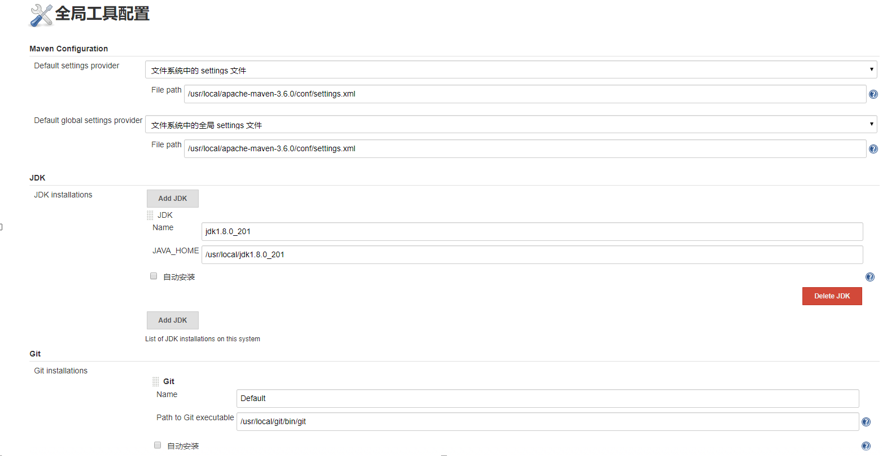 全局工具配置
Maven Configuration
Default settings provider
文件系统中的 settings 文件
File path
/usr/local/apache-maven-3.6.0/conf/settings.xml
Default global settings provider
文件系统中的全局 settings 文件
File path
/usr/local/apache-maven-3.6.0/conf/settings.xml
JDK
JDK installations
Add JDK
JDK
Name
jdk1.8.0_201
JAVA_HOME
/usr/local/jdk1.8.0_201
自动安装
Delete JDK
Add JDK
List of JDK installations on this system
Git
Git installations
Git
Name
Default
Path to Git executable
/usr/local/git/bin/git
自动安装